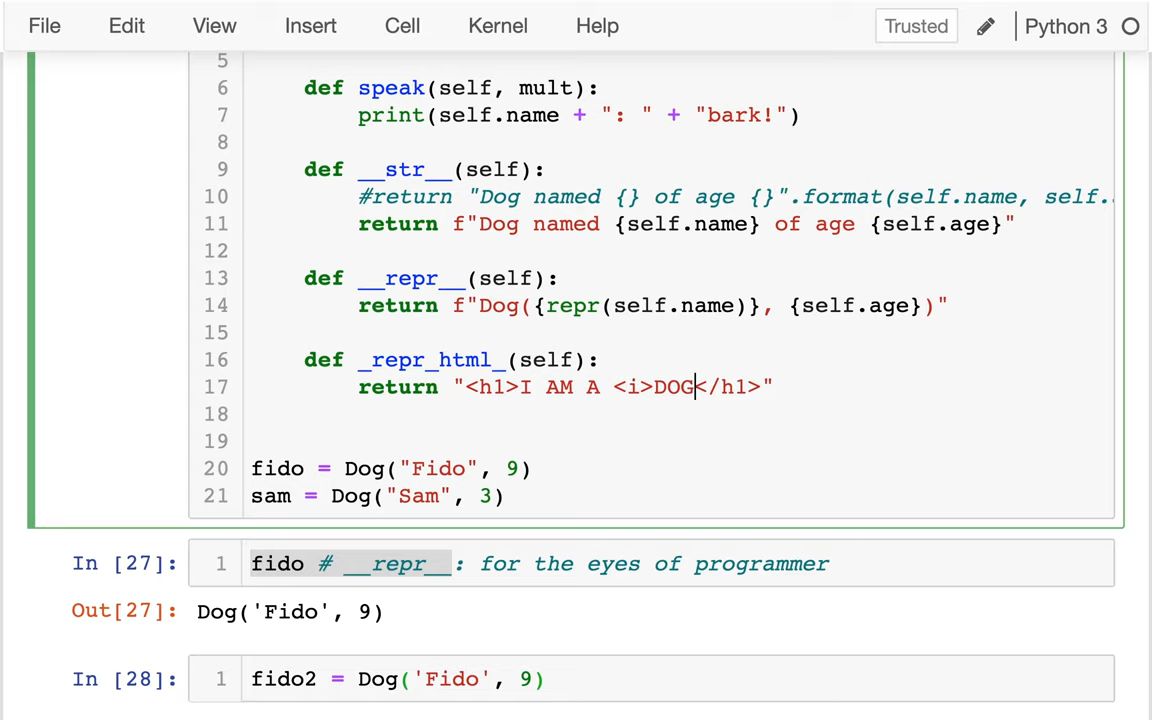 File Edit View Insert Cell Kernel Help Trusted Python 3
5
6 def speak(self, mult):
7 print(self.name + ": " + "bark!")
8
9 def __str__(self):
10 #return "Dog named {} of age {}".format(self.name, self.
11 return f"Dog named {self.name} of age {self.age}"
12
13 def __repr__(self):
14 return f"Dog({repr(self.name)}, {self.age})"
15
16 def _repr_html_(self):
17 return "<h1>I AM A <i>DOG</h1>"
18
19
20 fido = Dog("Fido", 9)
21 sam = Dog("Sam", 3)
In [27]: 1 fido # __repr__: for the eyes of programmer
Out[27]: Dog('Fido', 9)
In [28]: 1 fido2 = Dog('Fido', 9)